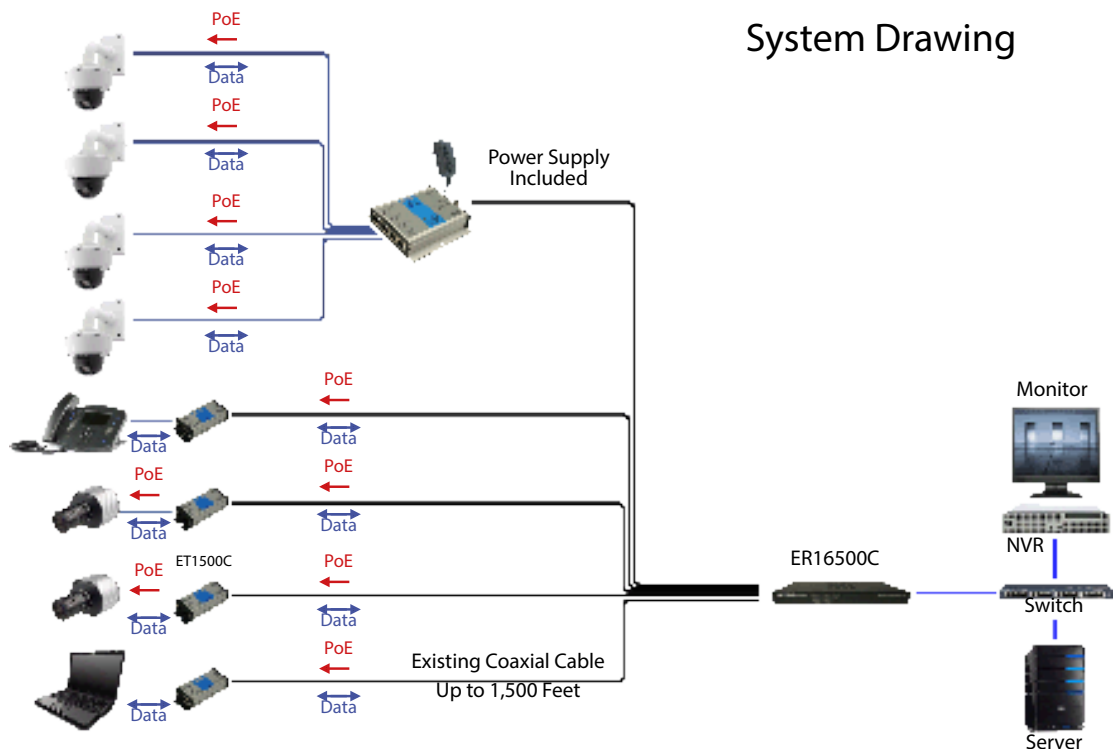 System Drawing
PoE
Data
PoE
Data
PoE
Data
PoE
Data
Power Supply
Included
PoE
Data
Data
PoE
PoE
Data
Data
ET1500C
PoE
PoE
Data
Data
PoE
Data
Data
Existing Coaxial Cable
Up to 1,500 Feet
ER16500C
Monitor
NVR
Switch
Server